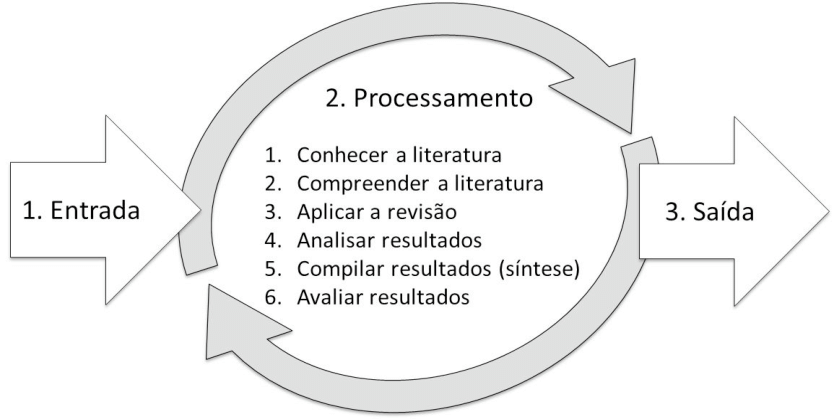 1. Entrada
2. Processamento
1. Conhecer a literatura
2. Compreender a literatura
3. Aplicar a revisão
4. Analisar resultados
5. Compilar resultados (síntese)
6. Avaliar resultados
3. Saída